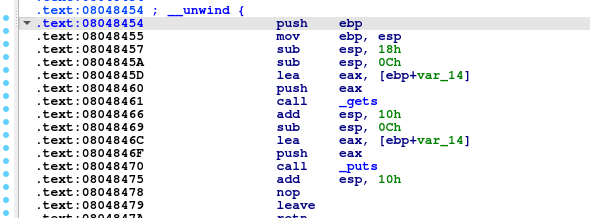 .text:08048454 ; __unwind {
.text:08048454 push ebp
.text:08048455 mov ebp, esp
.text:08048457 sub esp, 18h
.text:0804845A sub esp, 0Ch
.text:0804845D lea eax, [ebp+var_14]
.text:08048460 push eax
.text:08048461 call _gets
.text:08048466 add esp, 10h
.text:08048469 sub esp, 0Ch
.text:0804846C lea eax, [ebp+var_14]
.text:0804846F push eax
.text:08048470 call _puts
.text:08048475 add esp, 10h
.text:08048478 nop
.text:08048479 leave
.text:0804847A retn